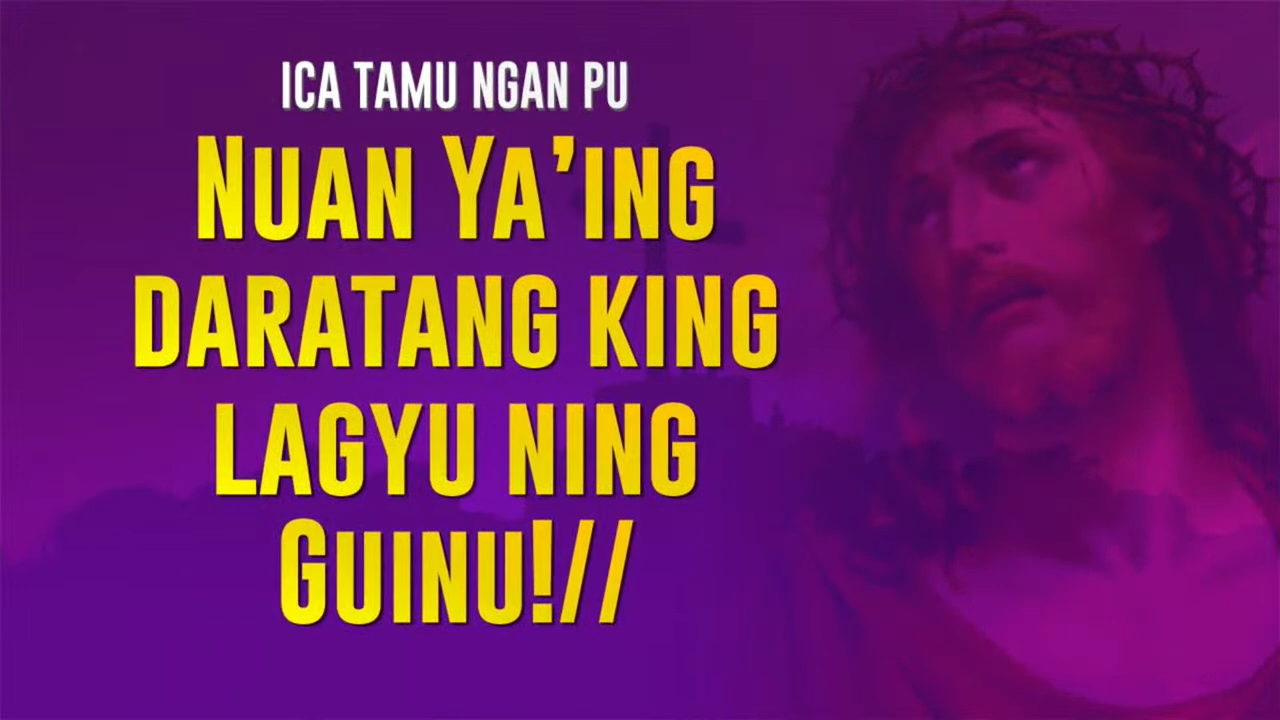 ICA TAMU NGAN PU
NUAN YA’ING
DARATANG KING
LAGYU NING
GUINU!//